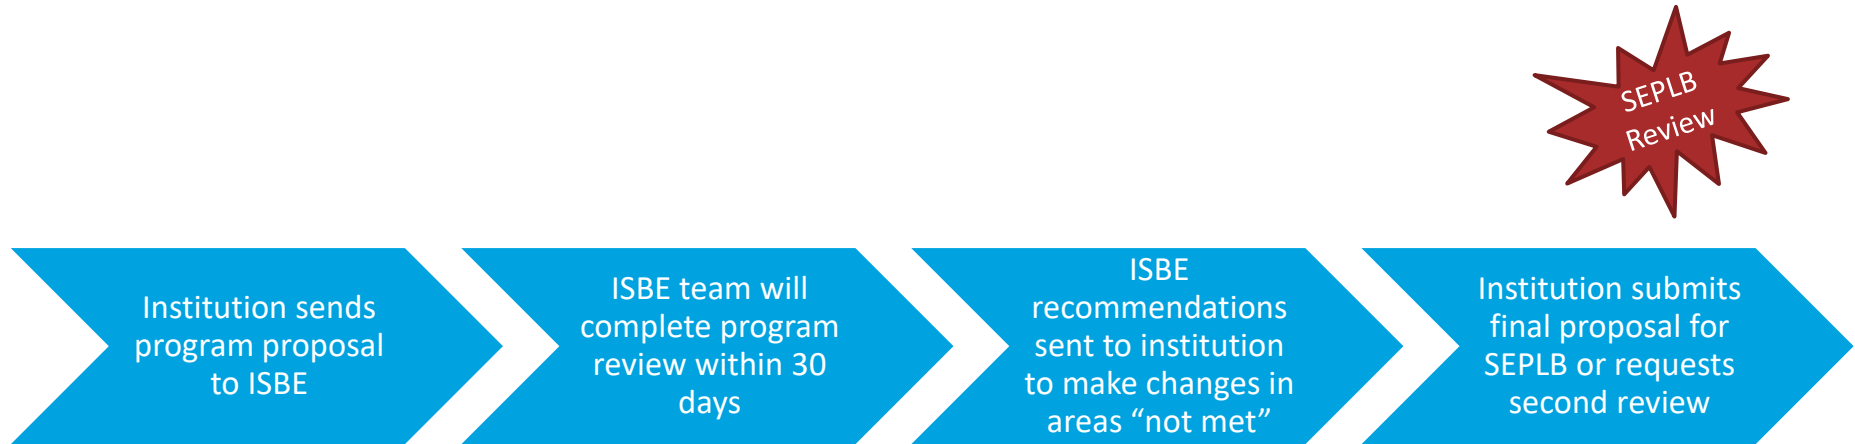 SEPLB
Review
Institution sends
program proposal
to ISBE
ISBE team will
complete program
review within 30
days
ISBE
recommendations
sent to institution
to make changes in
areas “not met”
Institution submits
final proposal for
SEPLB or requests
second review